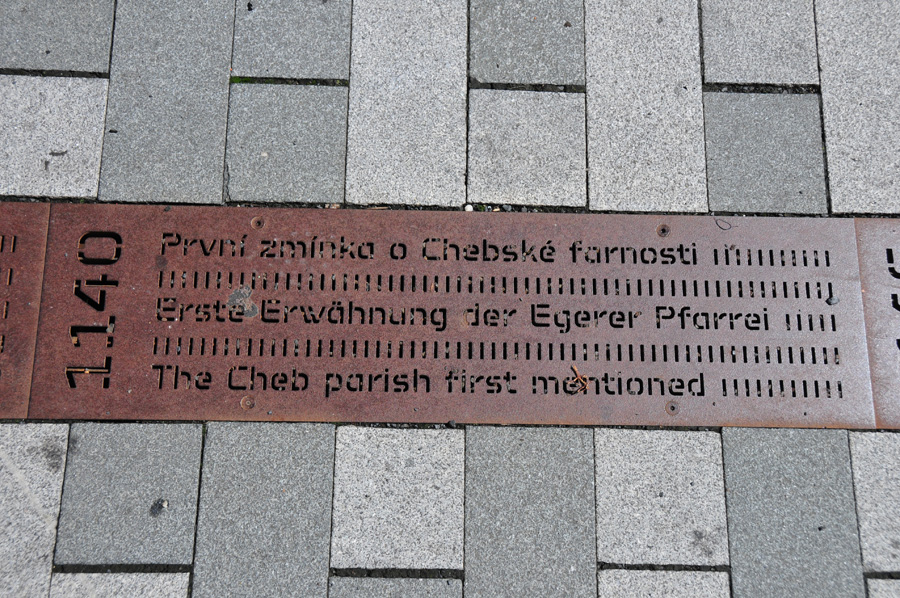 1140
První zmínka o Chebské farnosti
Erste Erwähnung der Egerer Pfarrei
The Cheb parish first mentioned